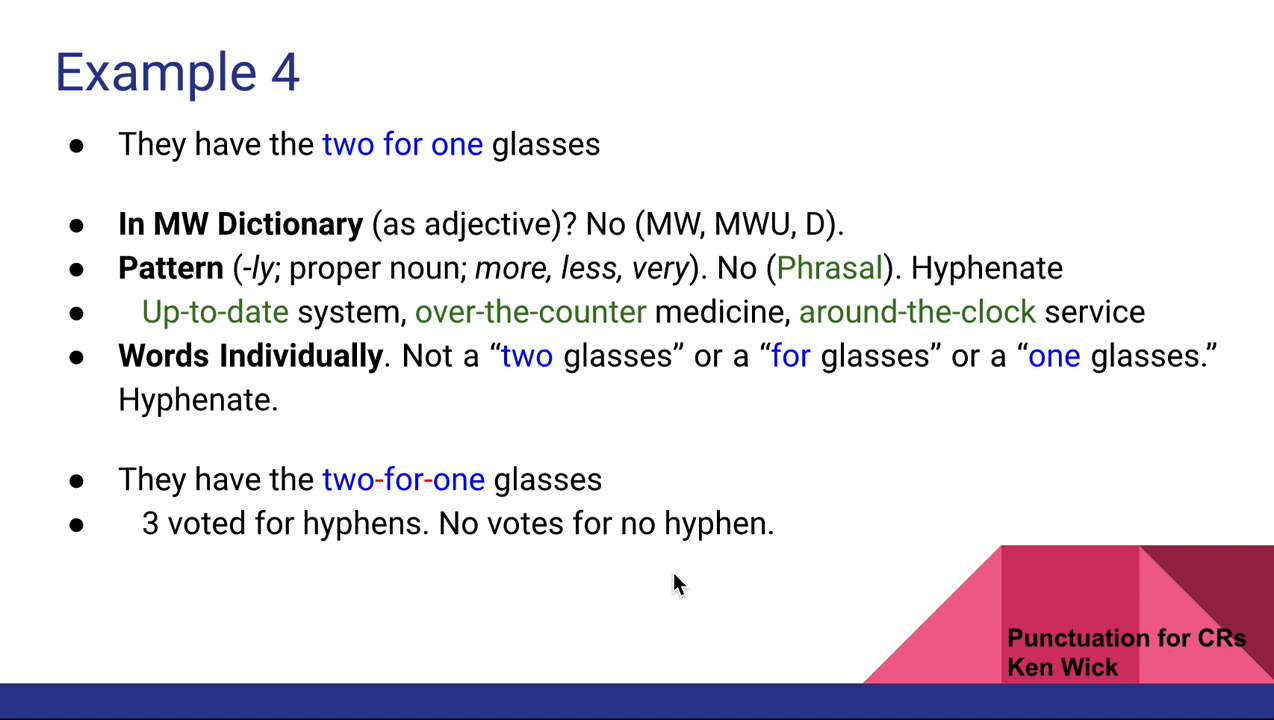 Example 4
● They have the two for one glasses
● In MW Dictionary (as adjective)? No (MW, MWU, D).
● Pattern (-ly; proper noun; more, less, very). No (Phrasal). Hyphenate
● Up-to-date system, over-the-counter medicine, around-the-clock service
● Words Individually. Not a “two glasses” or a “for glasses” or a “one glasses.”
Hyphenate.
● They have the two-for-one glasses
● 3 voted for hyphens. No votes for no hyphen.
Punctuation for CRs
Ken Wick